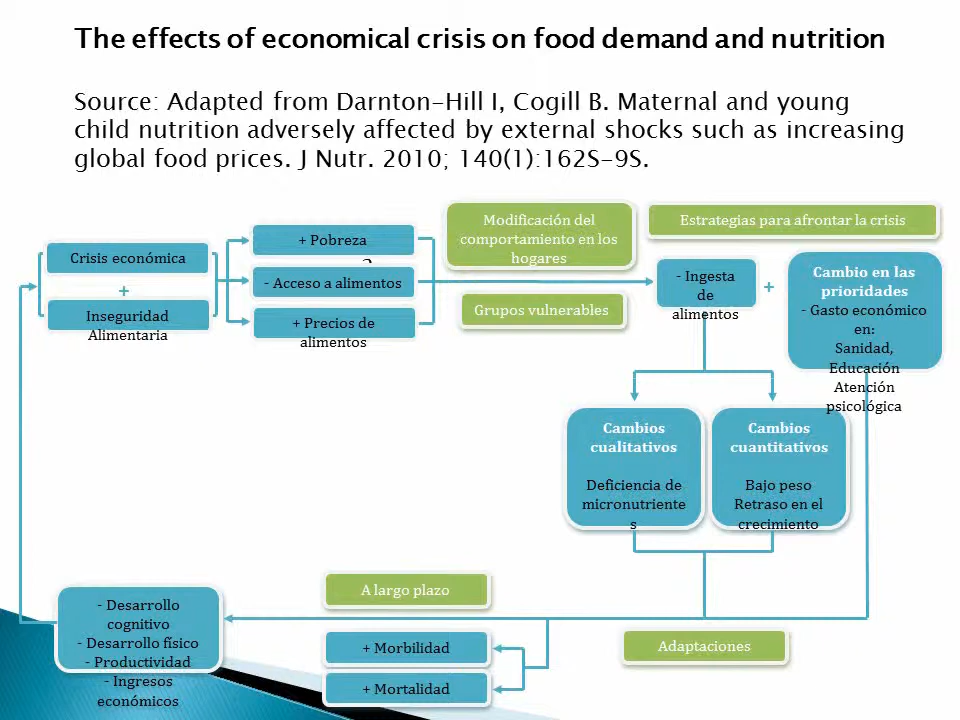 The effects of economical crisis on food demand and nutrition
Source: Adapted from Darnton-Hill I, Cogill B. Maternal and young
child nutrition adversely affected by external shocks such as increasing
global food prices. J Nutr. 2010; 140(1):162S-9S.
Crisis económica
+
Inseguridad
Alimentaria
+ Pobreza
- Acceso a alimentos
+ Precios de
alimentos
Modificación del
comportamiento en los
hogares
Grupos vulnerables
Estrategias para afrontar la crisis
- Ingesta
de
alimentos
+
Cambio en las
prioridades
- Gasto económico
en:
Sanidad,
Educación
Atención
psicológica
Cambios
cualitativos
Deficiencia de
micronutriente
s
Cambios
cuantitativos
Bajo peso
Retraso en el
crecimiento
A largo plazo
- Desarrollo
cognitivo
- Desarrollo físico
- Productividad
- Ingresos
económicos
+ Morbilidad
+ Mortalidad
Adaptaciones